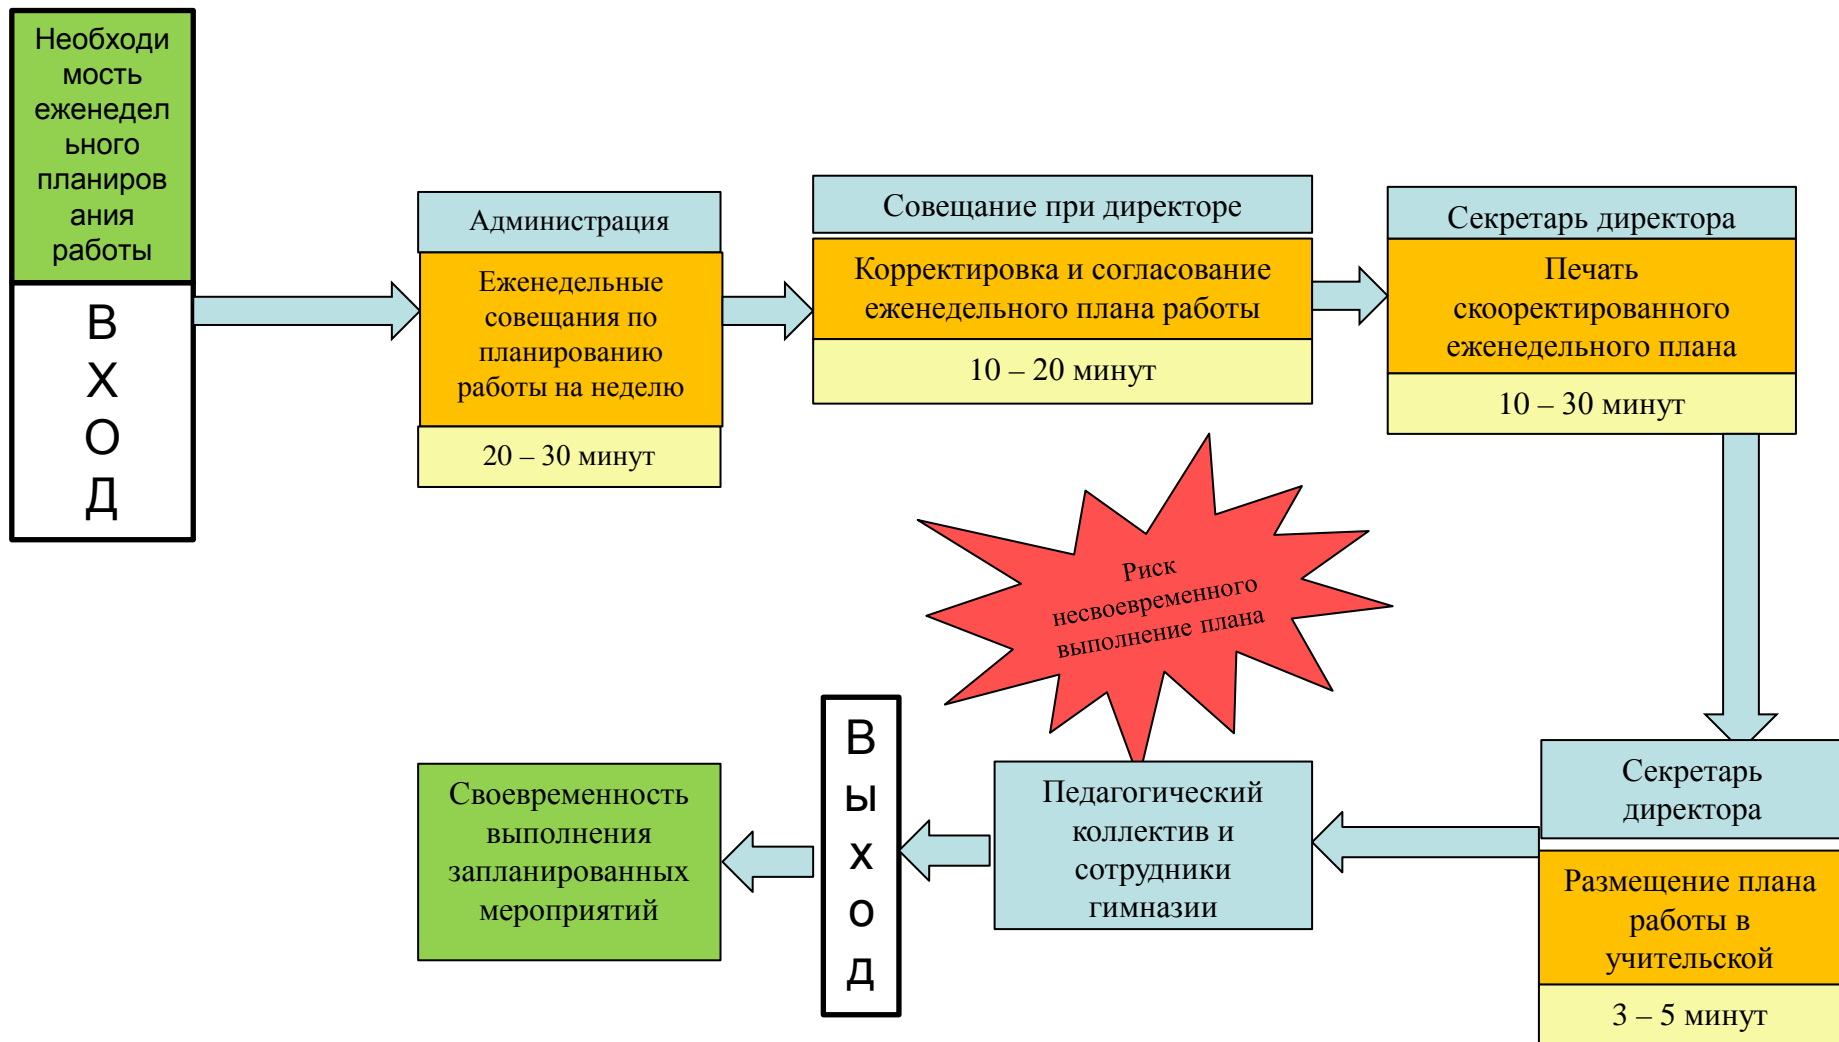 Необходи
мость
еженедел
ьного
планиров
ания
работы
В
Х
О
Д
Администрация
Еженедельные
совещания по
планированию
работы на неделю
20 – 30 минут
Совещание при директоре
Корректировка и согласование
еженедельного плана работы
10 – 20 минут
Секретарь директора
Печать
скооректированного
еженедельного плана
10 – 30 минут
Риск
несвоевременного
выполнение плана
Секретарь
директора
Размещение плана
работы в
учительской
3 – 5 минут
Педагогический
коллектив и
сотрудники
гимназии
В
ы
х
о
д
Своевременность
выполнения
запланированных
мероприятий